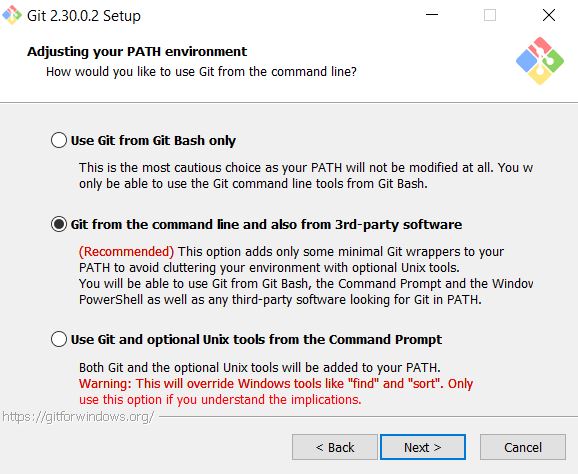 Git 2.30.0.2 Setup
Adjusting your PATH environment
How would you like to use Git from the command line?
Use Git from Git Bash only
This is the most cautious choice as your PATH will not be modified at all. You w
only be able to use the Git command line tools from Git Bash.
Git from the command line and also from 3rd-party software
(Recommended) This option adds only some minimal Git wrappers to your
PATH to avoid cluttering your environment with optional Unix tools.
You will be able to use Git from Git Bash, the Command Prompt and the Window
PowerShell as well as any third-party software looking for Git in PATH.
Use Git and optional Unix tools from the Command Prompt
Both Git and the optional Unix tools will be added to your PATH.
Warning: This will override Windows tools like "find" and "sort". Only
use this option if you understand the implications.
https://gitforwindows.org/
< Back
Next >
Cancel